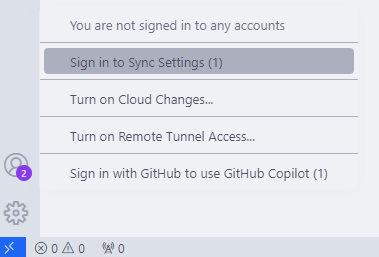 You are not signed in to any accounts
Sign in to Sync Settings (1)
Turn on Cloud Changes...
Turn on Remote Tunnel Access...
Sign in with GitHub to use GitHub Copilot (1)
2
0 0 0